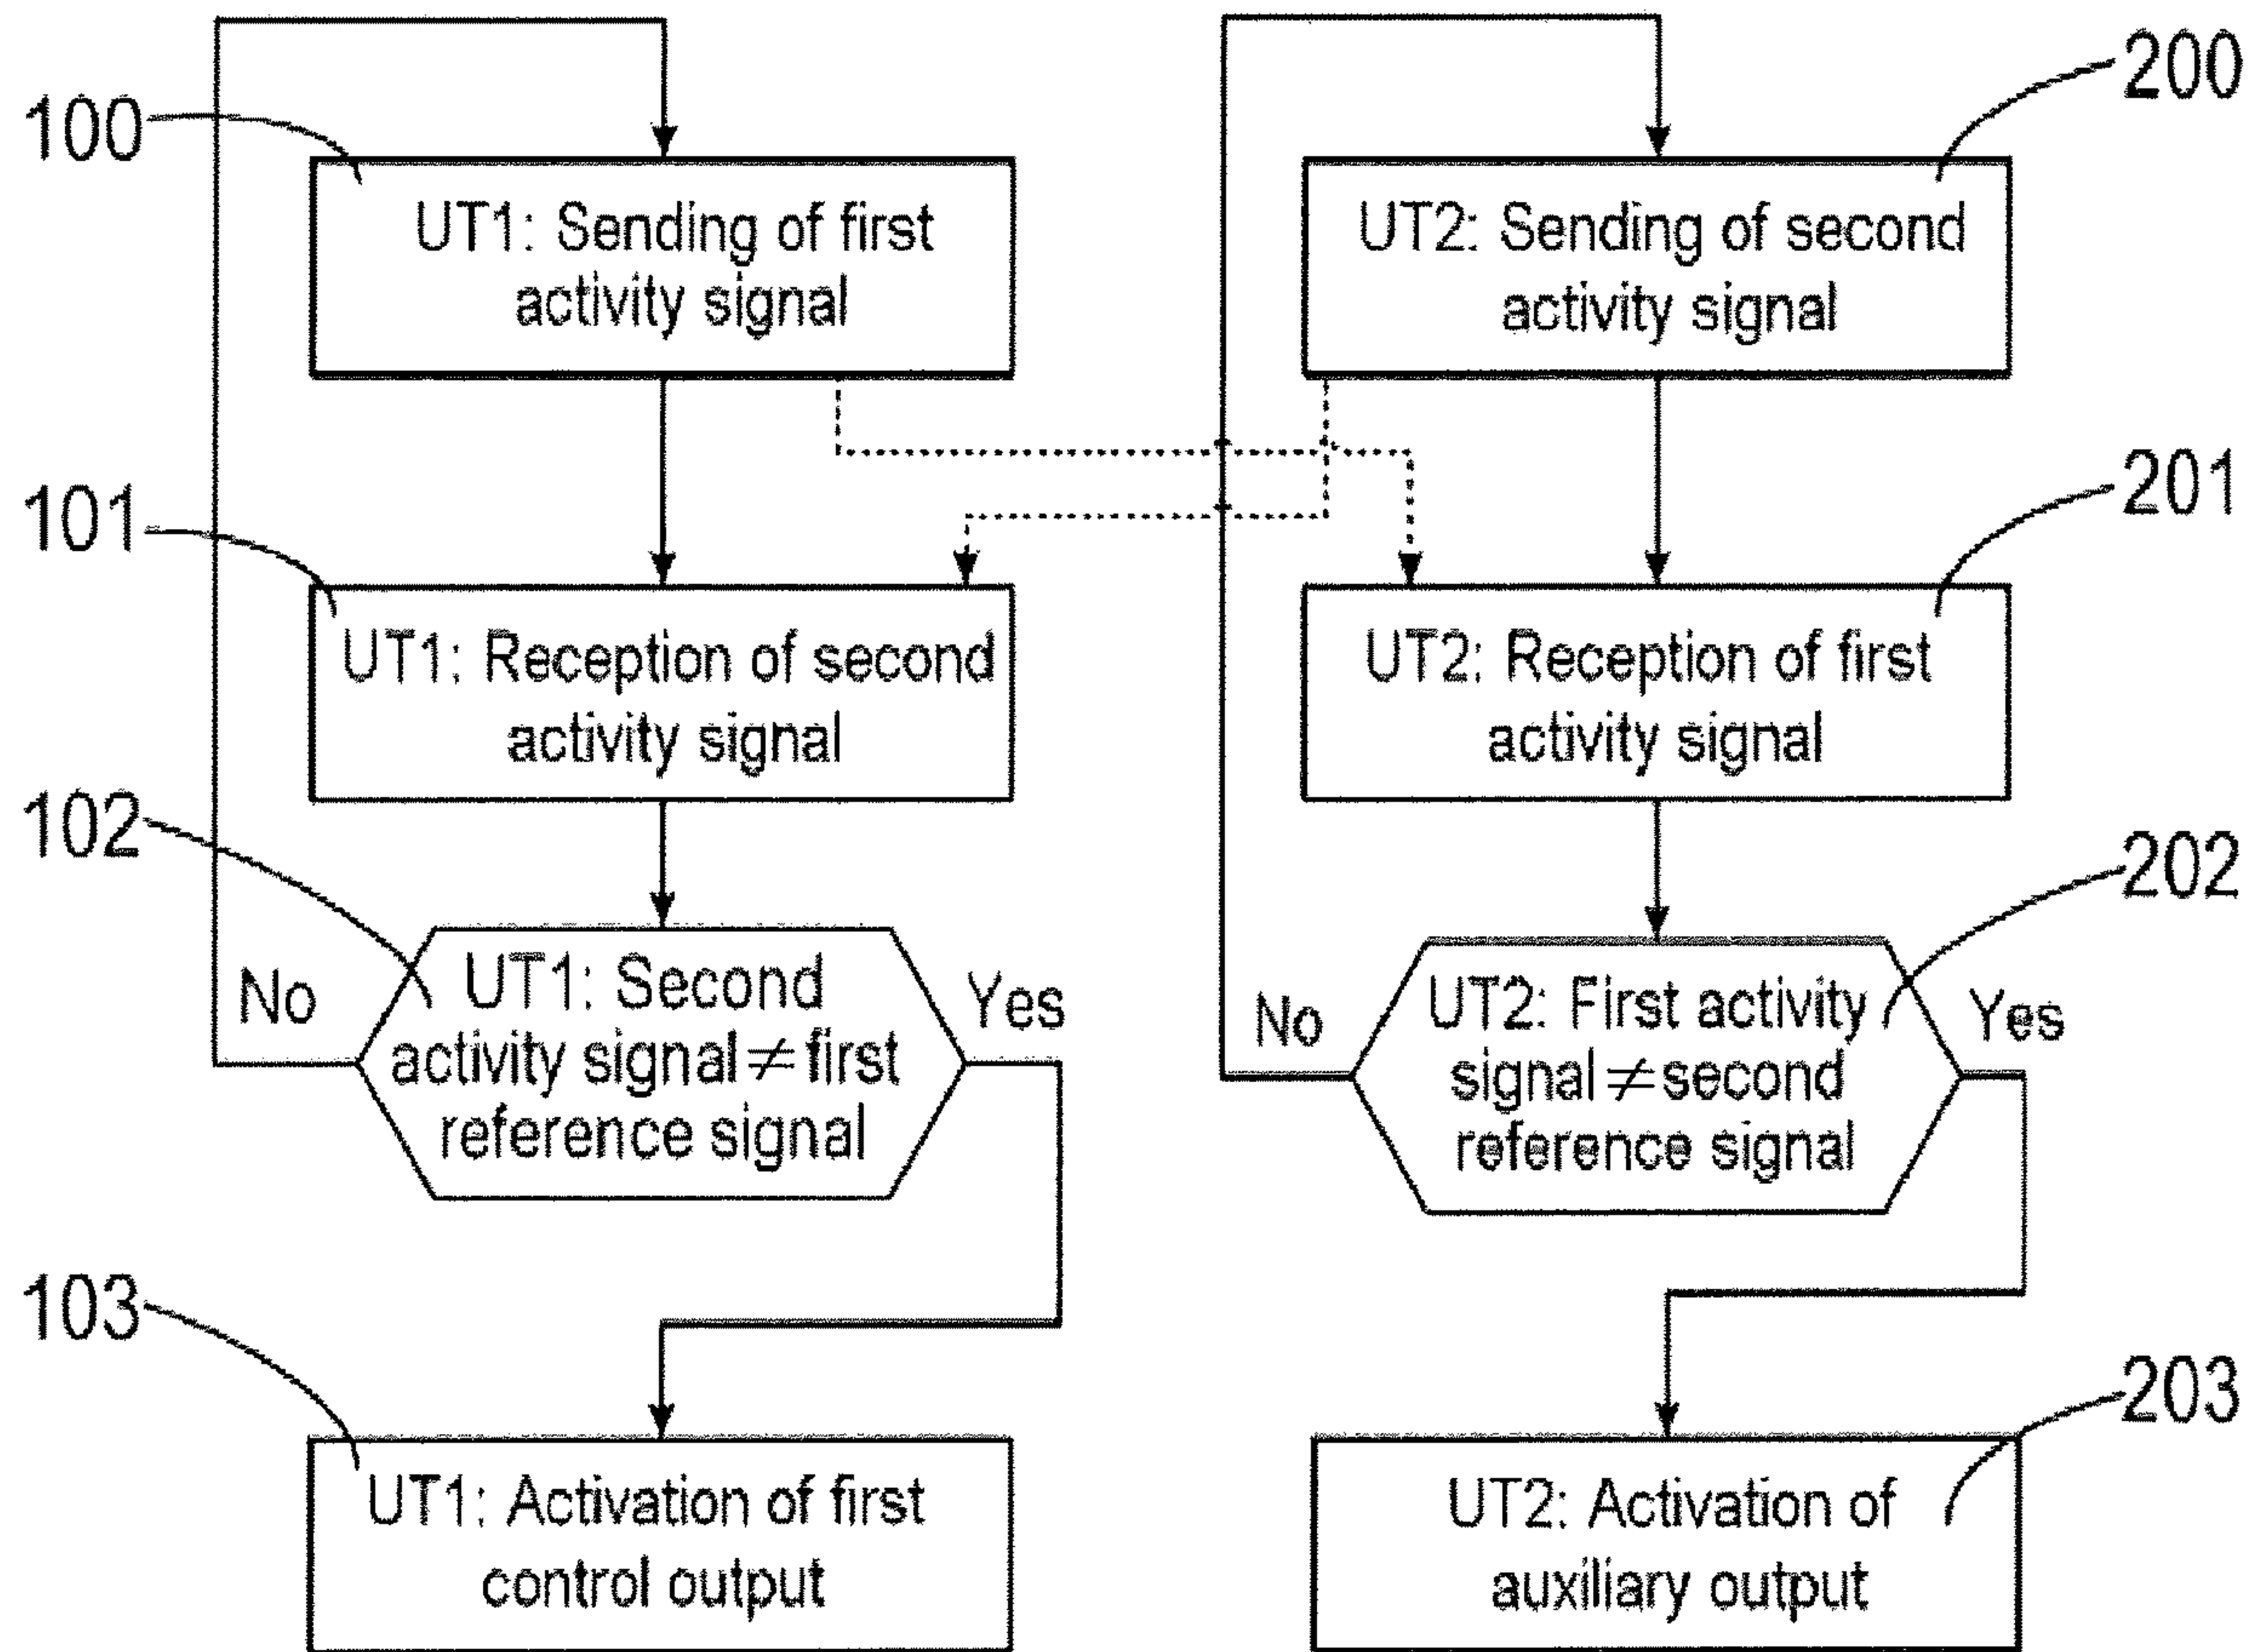 100
UT1: Sending of first
activity signal
101
UT1: Reception of second
activity signal
102
No
UT1: Second
activity signal ≠ first
reference signal
Yes
103
UT1: Activation of first
control output
200
UT2: Sending of second
activity signal
201
UT2: Reception of first
activity signal
202
No
UT2: First activity
signal ≠ second
reference signal
Yes
203
UT2: Activation of
auxiliary output